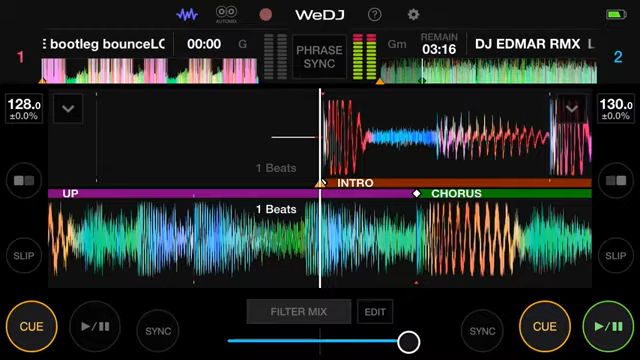 WeDJ
AUTOMIX
1
E bootleg bounceLO
00:00
G
PHRASE
SYNC
Gm
REMAIN
03:16
DJ EDMAR RMX L
2
128.0
±0.0%
130.0
±0.0%
1 Beats
INTRO
UP
CHORUS
1 Beats
SLIP
SLIP
CUE
SYNC
FILTER MIX
EDIT
SYNC
CUE